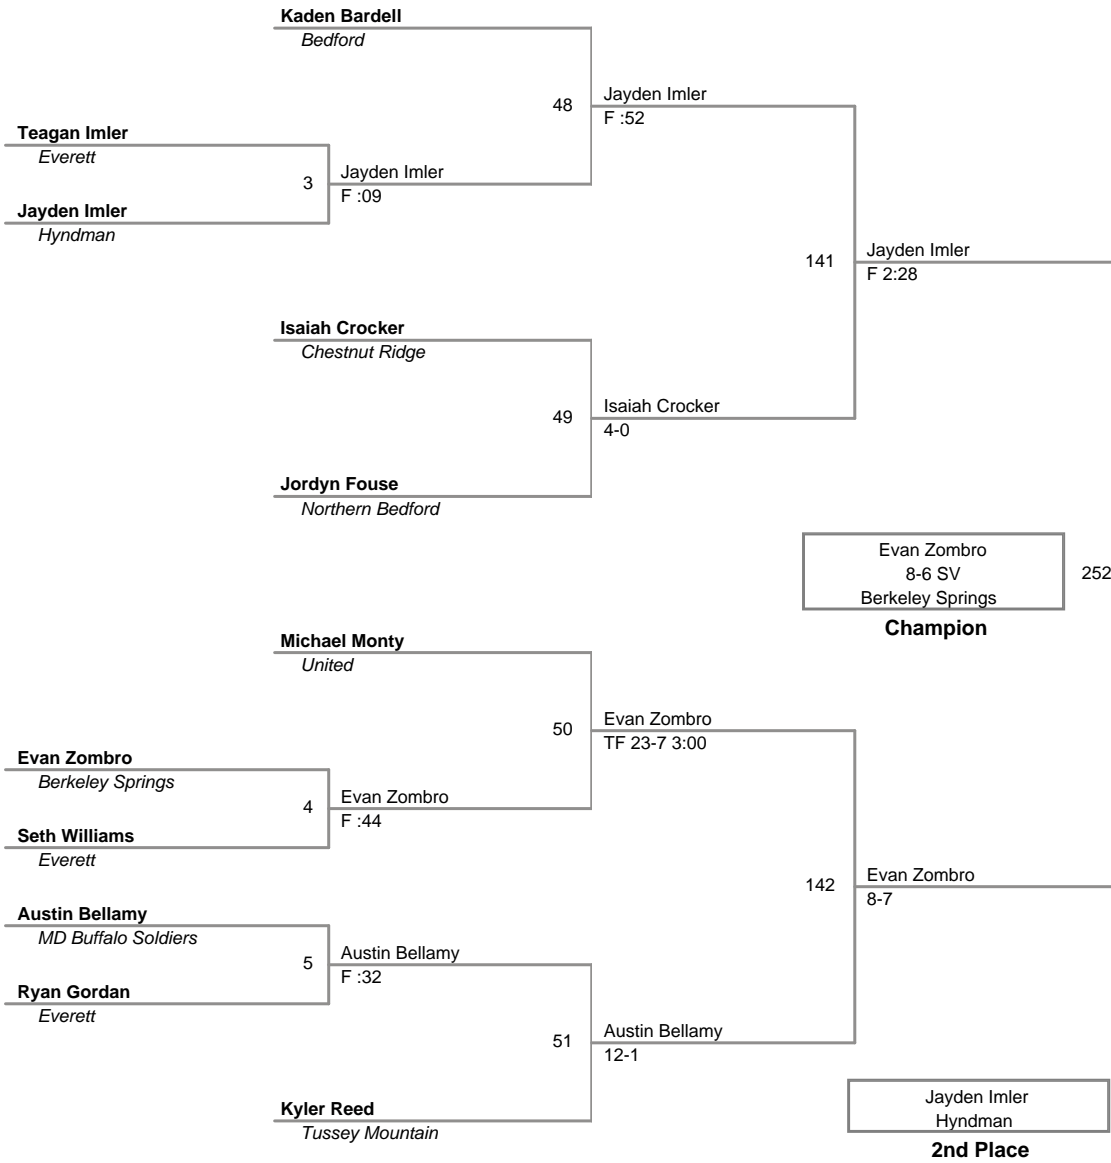 Kaden Bardell
Bedford
48
Jayden Imler
F :52
Teagan Imler
Everett
3
Jayden Imler
F :09
Jayden Imler
Hyndman
141
Jayden Imler
F 2:28
Isaiah Crocker
Chestnut Ridge
49
Isaiah Crocker
4-0
Jordyn Fouse
Northern Bedford
Evan Zombro
8-6 SV
Berkeley Springs
252
Champion
Michael Monty
United
50
Evan Zombro
TF 23-7 3:00
Evan Zombro
Berkeley Springs
4
Evan Zombro
F :44
Seth Williams
Everett
142
Evan Zombro
8-7
Austin Bellamy
MD Buffalo Soldiers
5
Austin Bellamy
F :32
Ryan Gordan
Everett
51
Austin Bellamy
12-1
Kyler Reed
Tussey Mountain
Jayden Imler
Hyndman
2nd Place